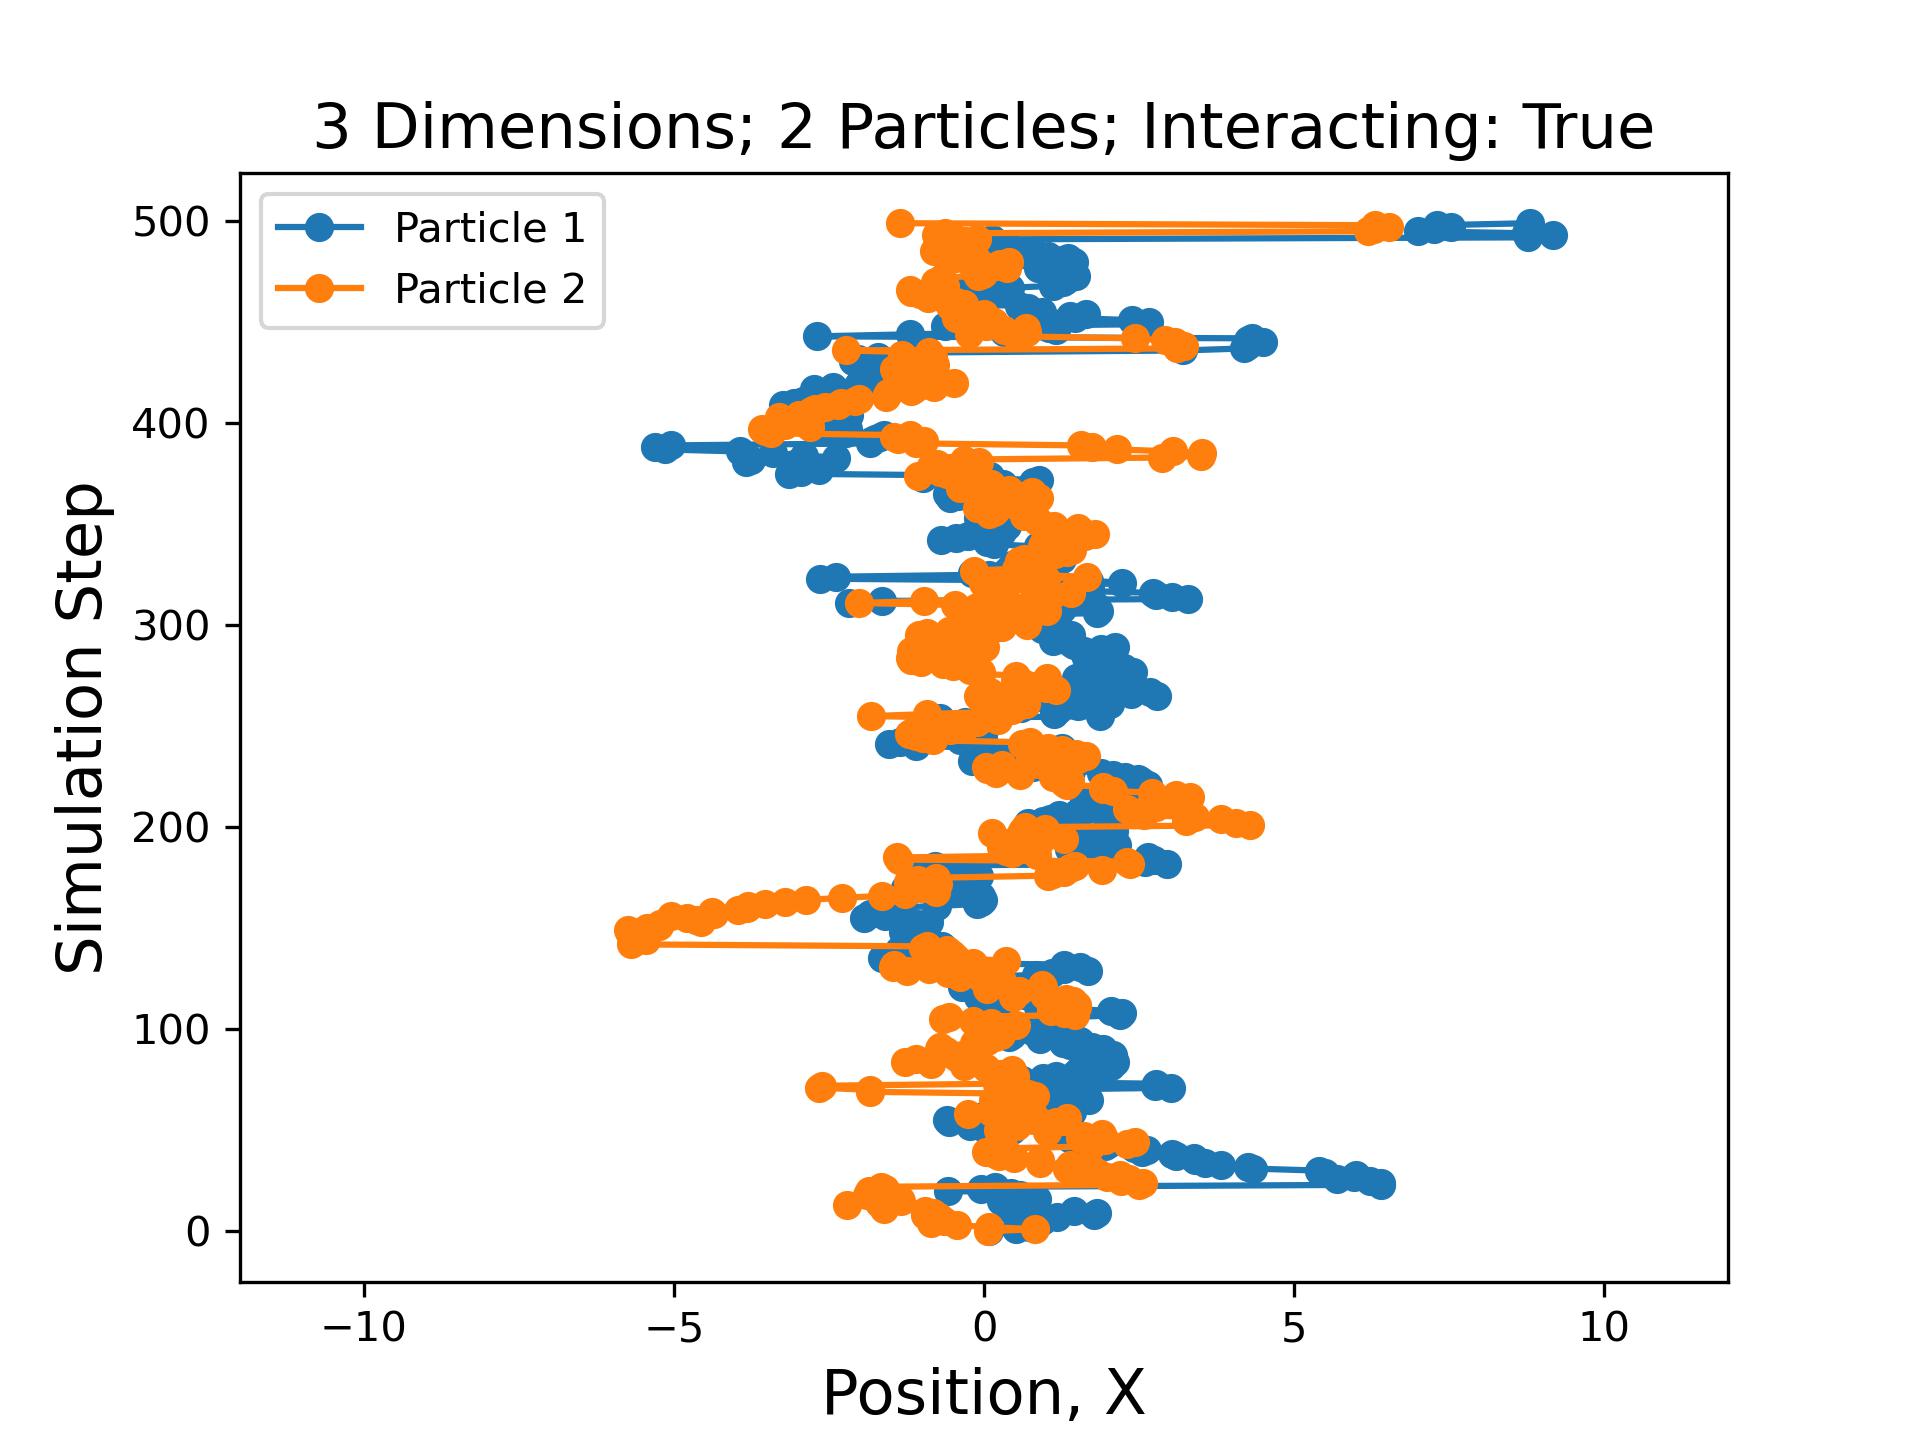 3 Dimensions; 2 Particles; Interacting: True
Particle 1
Particle 2
Simulation Step
500
400
300
200
100
0
−10
−5
0
5
10
Position, X